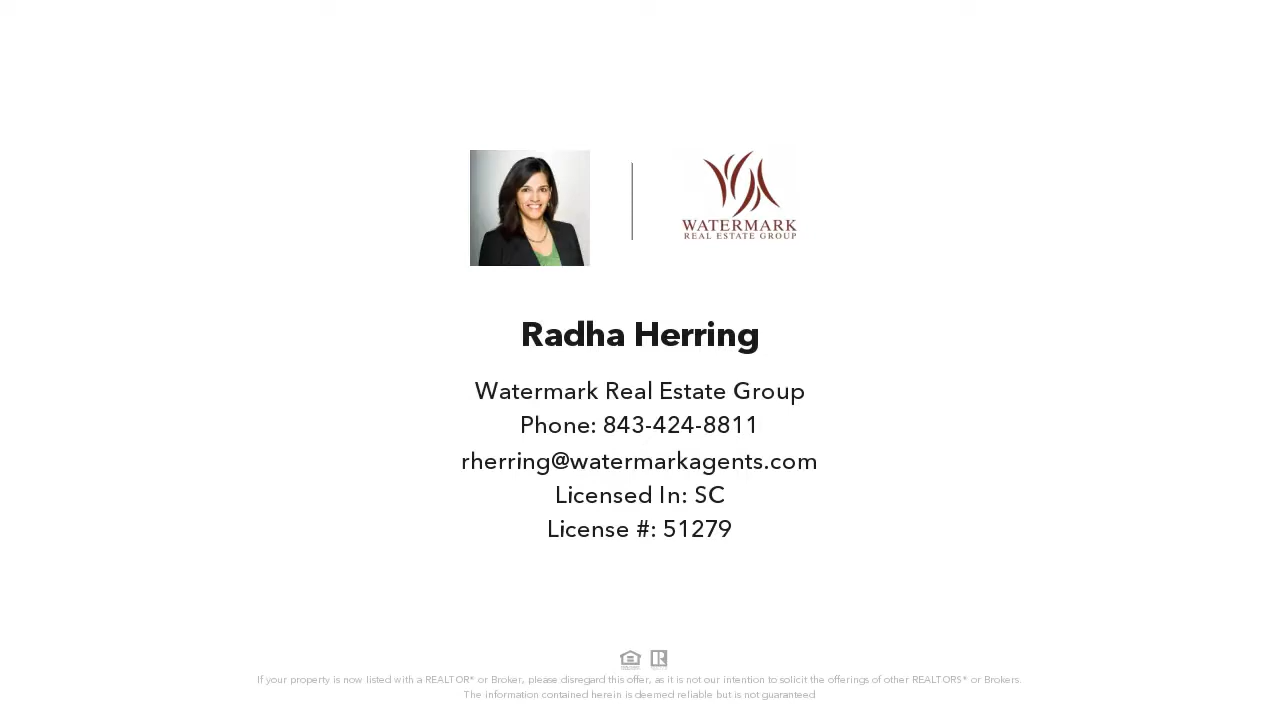 WATERMARK
REAL ESTATE GROUP
Radha Herring
Watermark Real Estate Group
Phone: 843-424-8811
rherring@watermarkagents.com
Licensed In: SC
License #: 51279
If your property is now listed with a REALTOR® or Broker, please disregard this offer, as it is not our intention to solicit the offerings of other REALTORS® or Brokers.
The information contained herein is deemed reliable but is not guaranteed